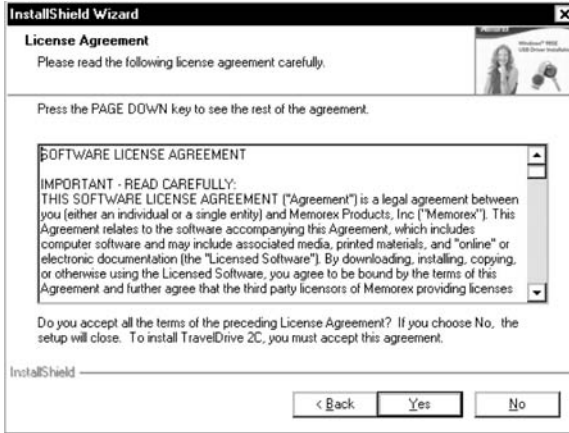 InstallShield Wizard
License Agreement
Please read the following license agreement carefully.
Memorex
Windows® 98SE
USB Driver Installation
Press the PAGE DOWN key to see the rest of the agreement.
SOFTWARE LICENSE AGREEMENT
IMPORTANT - READ CAREFULLY:
THIS SOFTWARE LICENSE AGREEMENT ("Agreement") is a legal agreement between
you (either an individual or a single entity) and Memorex Products, Inc ("Memorex"). This
Agreement relates to the software accompanying this Agreement, which includes
computer software and may include associated media, printed materials, and "online" or
electronic documentation (the "Licensed Software"). By downloading, installing, copying,
or otherwise using the Licensed Software, you agree to be bound by the terms of this
Agreement and further agree that the third party licensors of Memorex providing licenses
Do you accept all the terms of the preceding License Agreement? If you choose No, the
setup will close. To install TravelDrive 2C, you must accept this agreement.
InstallShield
< Back
Yes
No